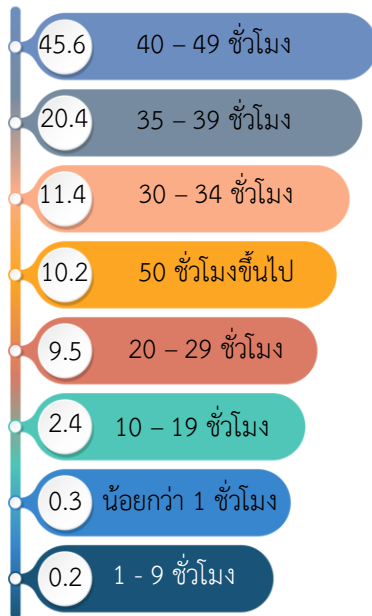 45.6 40 – 49 ชั่วโมง
20.4 35 – 39 ชั่วโมง
11.4 30 – 34 ชั่วโมง
10.2 50 ชั่วโมงขึ้นไป
9.5 20 – 29 ชั่วโมง
2.4 10 – 19 ชั่วโมง
0.3 น้อยกว่า 1 ชั่วโมง
0.2 1 - 9 ชั่วโมง